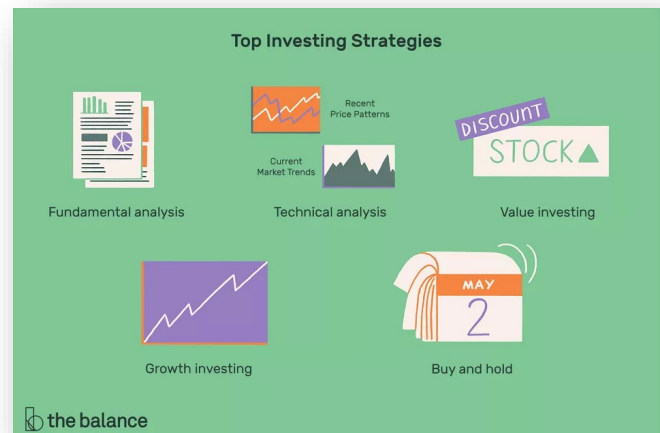 Top Investing Strategies
Recent
Price Patterns
Current
Market Trends
DISCOUNT
STOCK
Fundamental analysis
Technical analysis
Value investing
MAY
2
Growth investing
Buy and hold
the balance